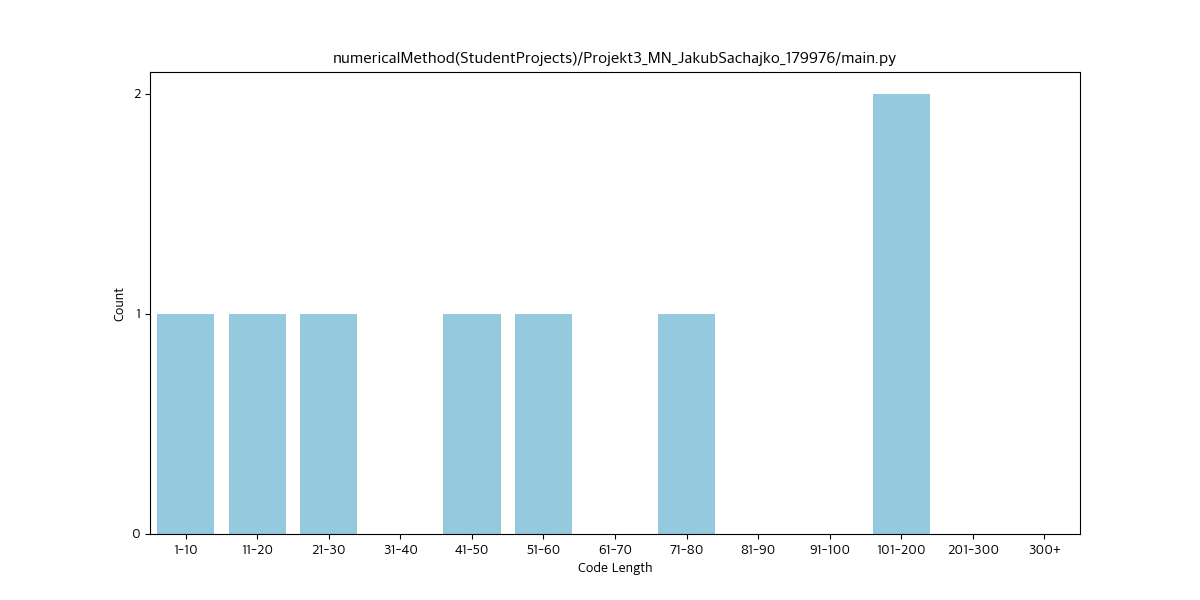 numericalMethod(StudentProjects)/Projekt3_MN_JakubSachajko_179976/main.py
2
1
0
Count
1-10 11-20 21-30 31-40 41-50 51-60 61-70 71-80 81-90 91-100 101-200 201-300 300+
Code Length